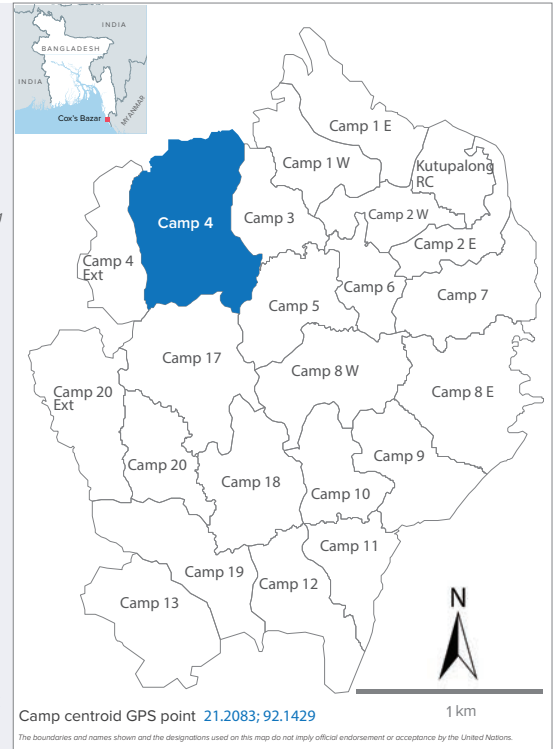 INDIA
BANGLADESH
INDIA
MYANMAR
Cox's Bazar
Camp 1 E
Camp 1 W
Kutupalong
RC
Camp 4
Camp 3
Camp 2 W
Camp 2 E
Camp 4
Ext
Camp 5
Camp 6
Camp 7
Camp 17
Camp 8 W
Camp 20
Ext
Camp 8 E
Camp 20
Camp 9
Camp 18
Camp 10
Camp 11
Camp 19
Camp 12
Camp 13
N
1 km
Camp centroid GPS point 21.2083; 92.1429
The boundaries and names shown and the designations used on this map do not imply official endorsement or acceptance by the United Nations.